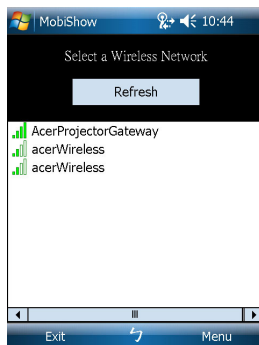 MobiShow 10:44
Select a Wireless Network
Refresh
AcerProjectorGateway
acerWireless
acerWireless
Exit ㄅ Menu